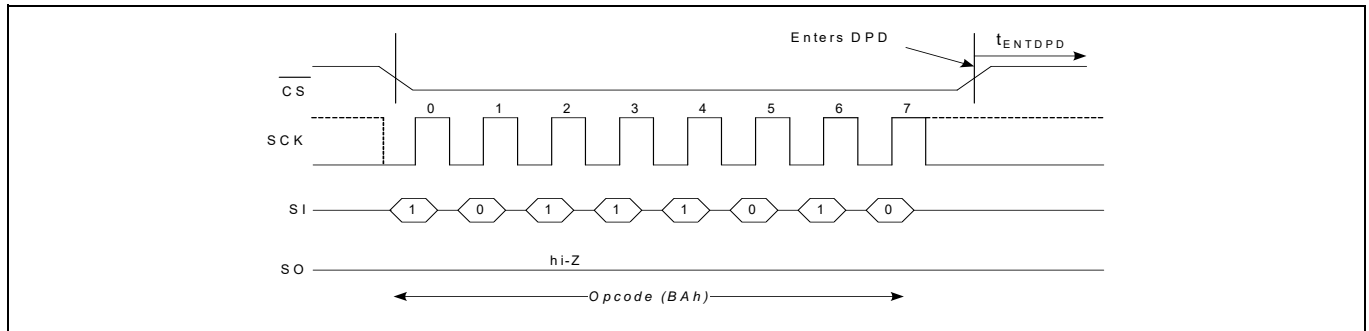 Enters DPD
tENTDPD
CS
0 1 2 3 4 5 6 7
SCK
SI 1 0 1 1 1 0 1 0
hi-Z
SO
Opcode (BAh)